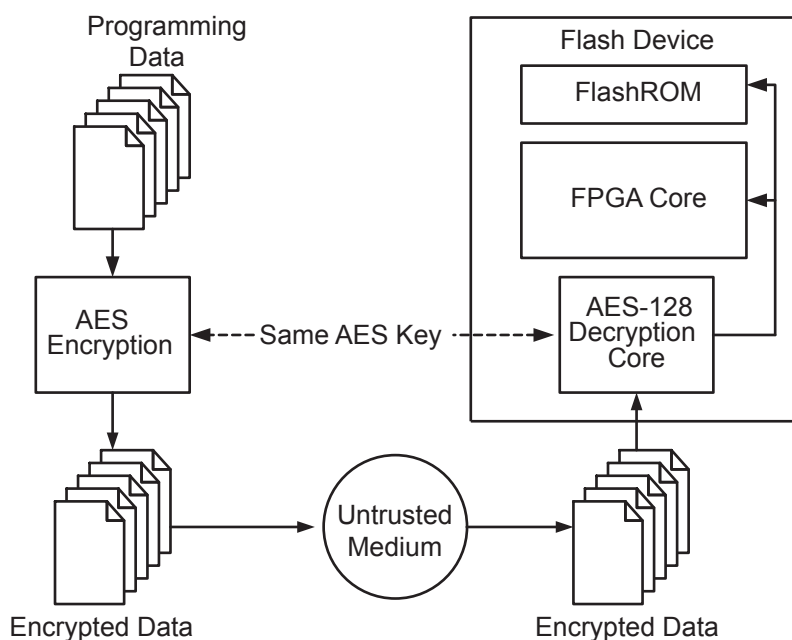 Programming
Data
Flash Device
FlashROM
FPGA Core
AES
Encryption
Same AES Key
AES-128
Decryption
Core
Untrusted
Medium
Encrypted Data
Encrypted Data